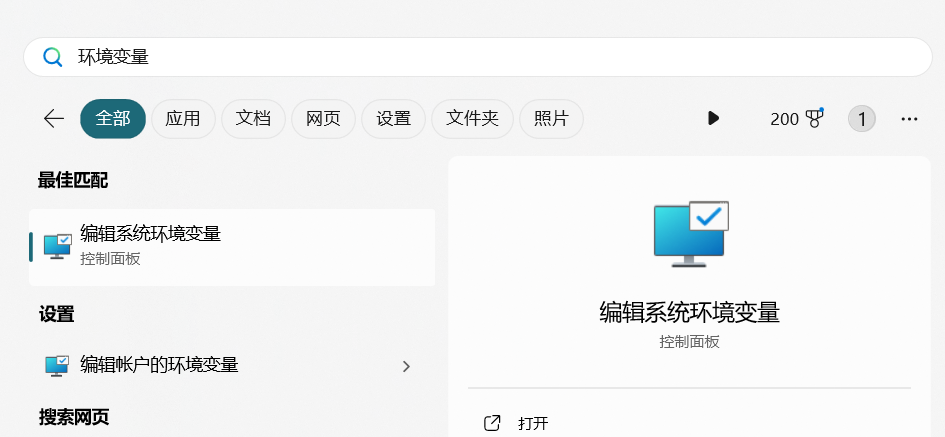 环境变量
全部 应用 文档 网页 设置 文件夹 照片 200 1
最佳匹配
编辑系统环境变量
控制面板
设置
编辑帐户的环境变量
搜索网页
编辑系统环境变量
控制面板
打开